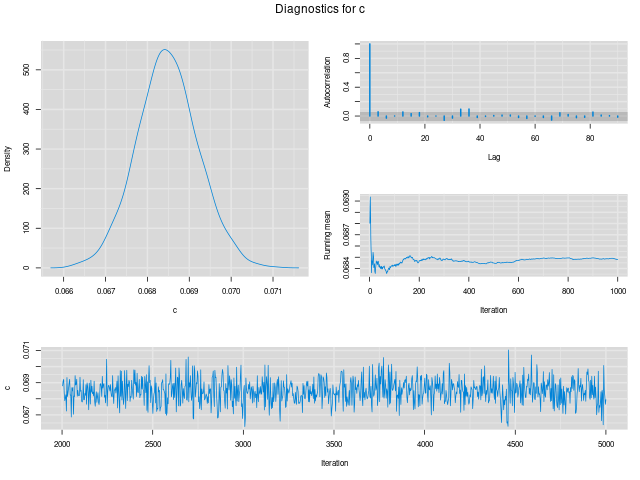 Diagnostics for c
Density
0 100 200 300 400 500
0.066 0.067 0.068 0.069 0.070 0.071
c
Autocorrelation
0.0 0.4 0.8
0 20 40 60 80
Lag
Running mean
0.0684 0.0687 0.0690
0 200 400 600 800 1000
Iteration
c
0.067 0.069 0.071
2000 2500 3000 3500 4000 4500 5000
Iteration